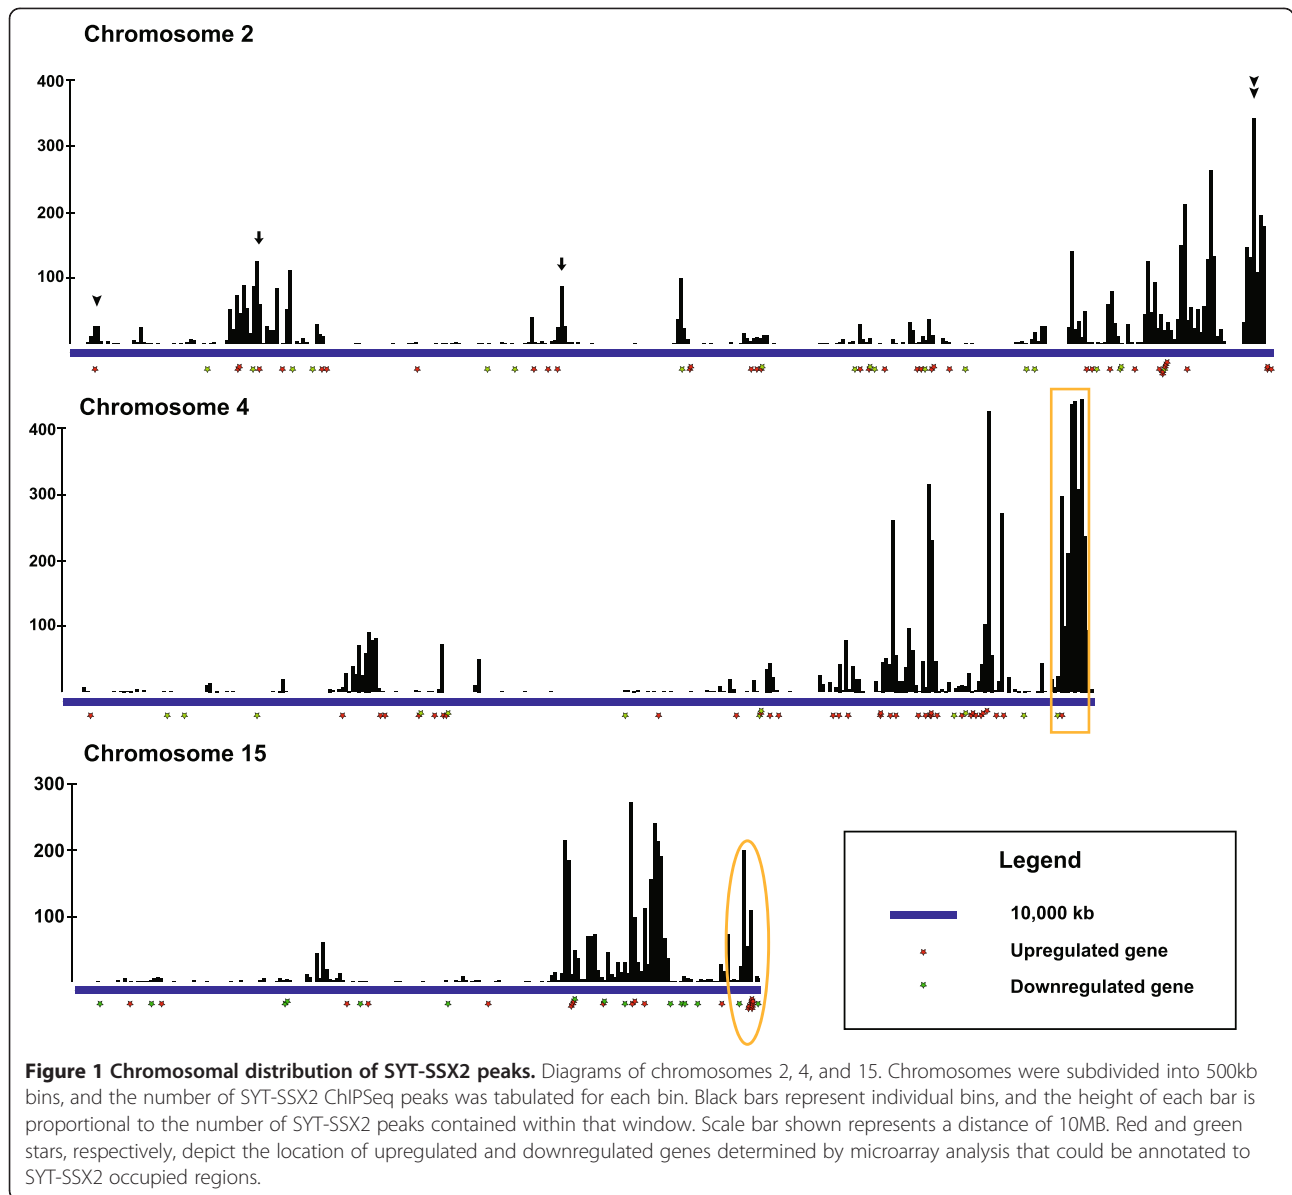 Chromosome 2
400
300
200
100
Chromosome 4
400
300
200
100
Chromosome 15
300
200
100
Legend
10,000 kb
Upregulated gene
Downregulated gene
Figure 1 Chromosomal distribution of SYT-SSX2 peaks. Diagrams of chromosomes 2, 4, and 15. Chromosomes were subdivided into 500kb
bins, and the number of SYT-SSX2 ChIPSeq peaks was tabulated for each bin. Black bars represent individual bins, and the height of each bar is
proportional to the number of SYT-SSX2 peaks contained within that window. Scale bar shown represents a distance of 10MB. Red and green
stars, respectively, depict the location of upregulated and downregulated genes determined by microarray analysis that could be annotated to
SYT-SSX2 occupied regions.